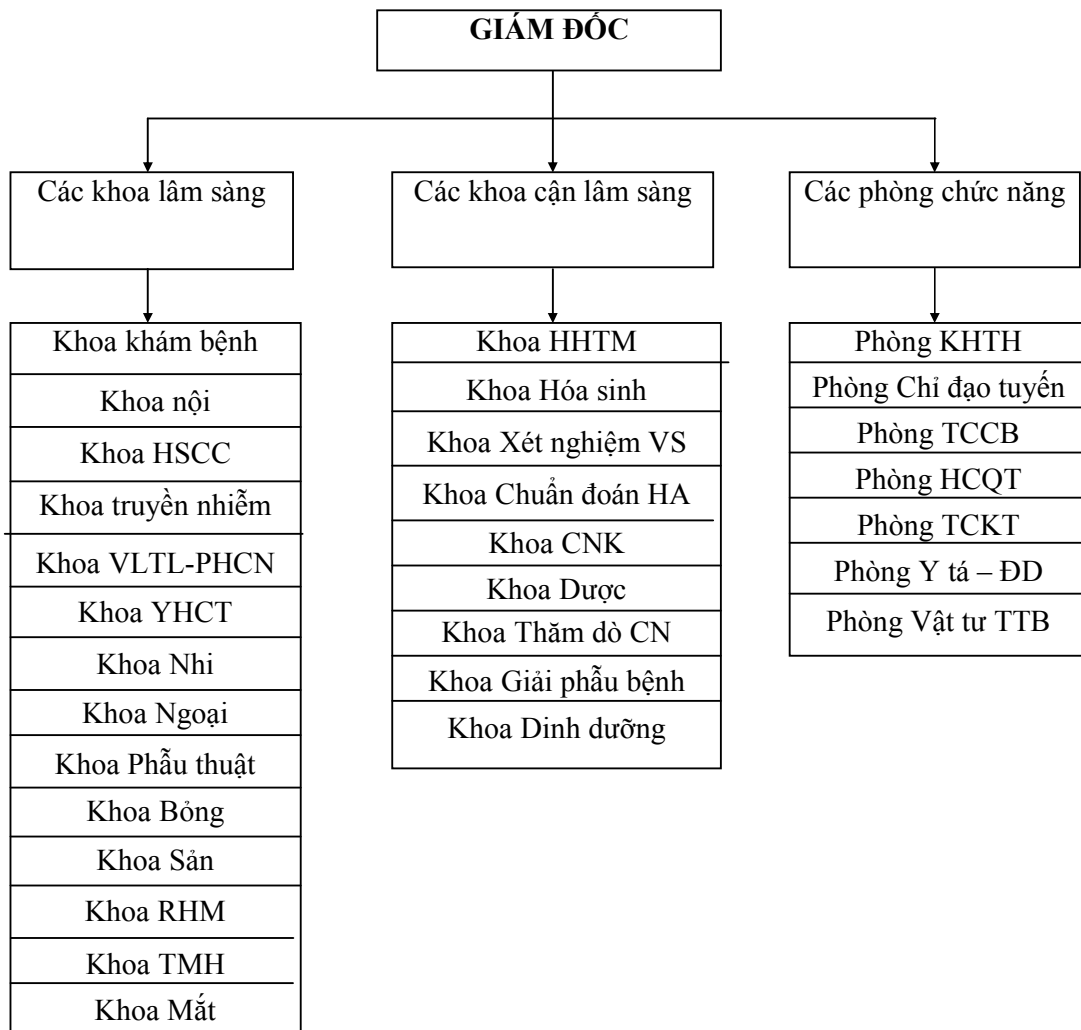 GIÁM ĐỐC
Các khoa lâm sàng
Các khoa cận lâm sàng
Các phòng chức năng
Khoa khám bệnh
Khoa nội
Khoa HSCC
Khoa truyền nhiễm
Khoa VLTL-PHCN
Khoa YHCT
Khoa Nhi
Khoa Ngoại
Khoa Phẫu thuật
Khoa Bỏng
Khoa Sản
Khoa RHM
Khoa TMH
Khoa Mắt
Khoa HHTM
Khoa Hóa sinh
Khoa Xét nghiệm VS
Khoa Chuẩn đoán HA
Khoa CNK
Khoa Dược
Khoa Thăm dò CN
Khoa Giải phẫu bệnh
Khoa Dinh dưỡng
Phòng KHTH
Phòng Chỉ đạo tuyến
Phòng TCCB
Phòng HCQT
Phòng TCKT
Phòng Y tá – ĐD
Phòng Vật tư TTB